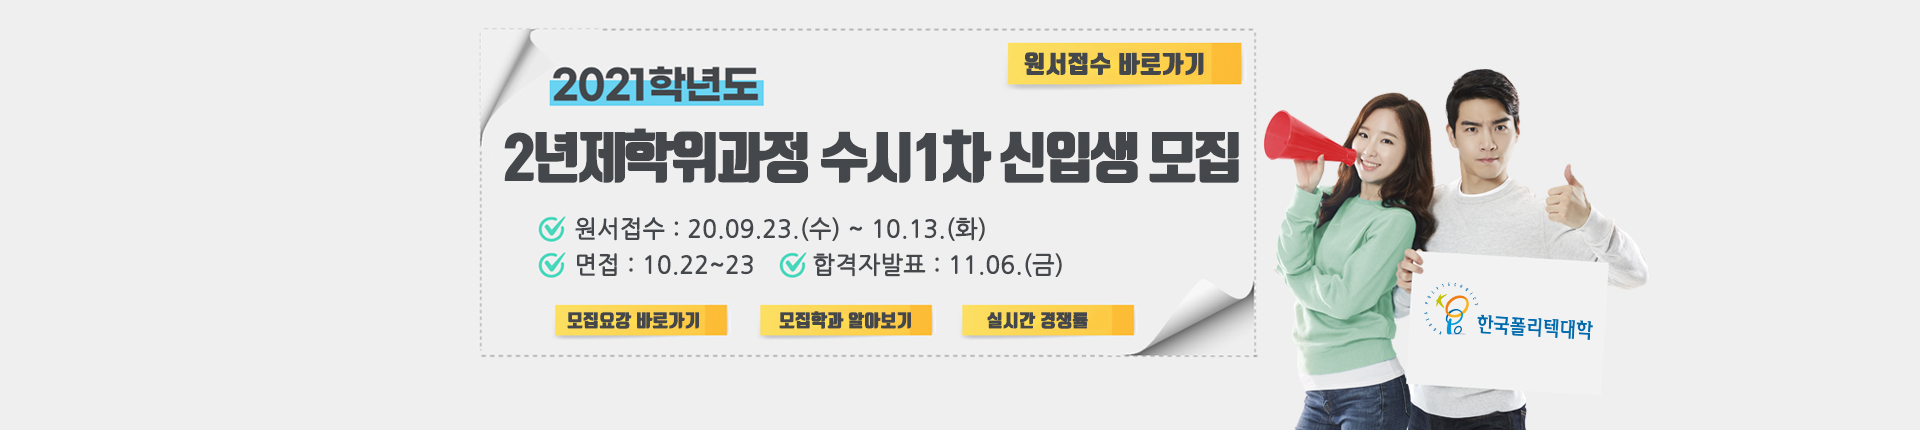 원서접수 바로가기
2021학년도
2년제학위과정 수시1차 신입생 모집
원서접수 : 20.09.23.(수) ~ 10.13.(화)
면접 : 10.22~23 합격자발표 : 11.06.(금)
모집요강 바로가기 모집학과 알아보기 실시간 경쟁률
한국폴리텍대학